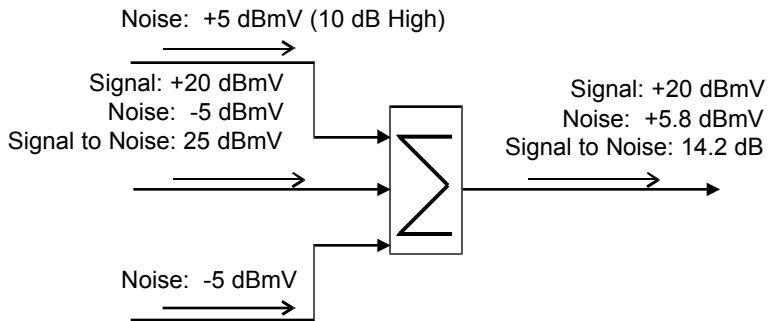 Noise: +5 dBmV (10 dB High)
Signal: +20 dBmV
Noise: -5 dBmV
Signal to Noise: 25 dBmV
Signal: +20 dBmV
Noise: +5.8 dBmV
Signal to Noise: 14.2 dB
Noise: -5 dBmV